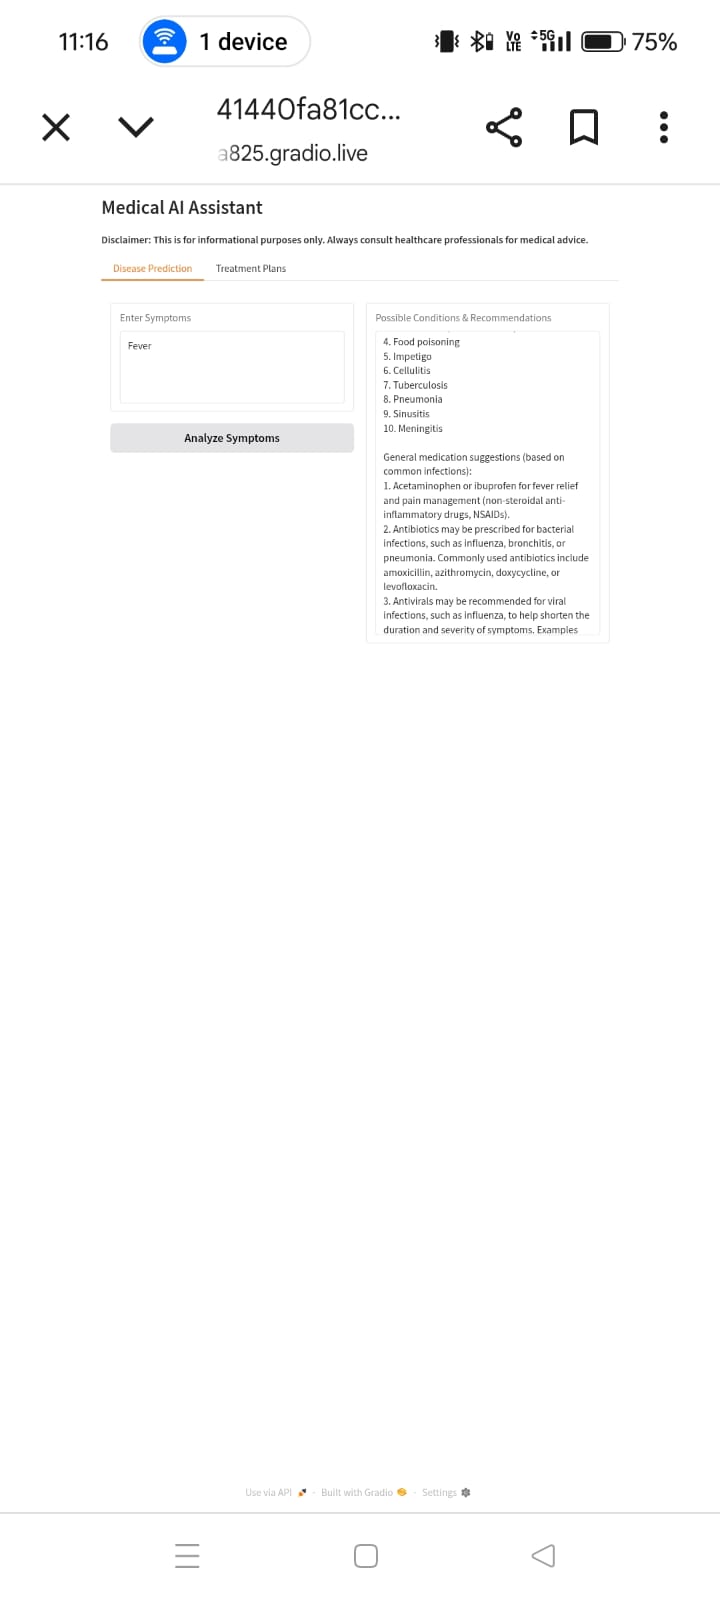 11:16
1 device
Vo
LTE
5G
75%
41440fa81cc...
a825.gradio.live
Medical AI Assistant
Disclaimer: This is for informational purposes only. Always consult healthcare professionals for medical advice.
Disease Prediction
Treatment Plans
Enter Symptoms
Fever
Analyze Symptoms
Possible Conditions & Recommendations
4. Food poisoning
5. Impetigo
6. Cellulitis
7. Tuberculosis
8. Pneumonia
9. Sinusitis
10. Meningitis
General medication suggestions (based on
common infections):
1. Acetaminophen or ibuprofen for fever relief
and pain management (non-steroidal anti-
inflammatory drugs, NSAIDs).
2. Antibiotics may be prescribed for bacterial
infections, such as influenza, bronchitis, or
pneumonia. Commonly used antibiotics include
amoxicillin, azithromycin, doxycycline, or
levofloxacin.
3. Antivirals may be recommended for viral
infections, such as influenza, to help shorten the
duration and severity of symptoms. Examples
Use via API · Built with Gradio · Settings